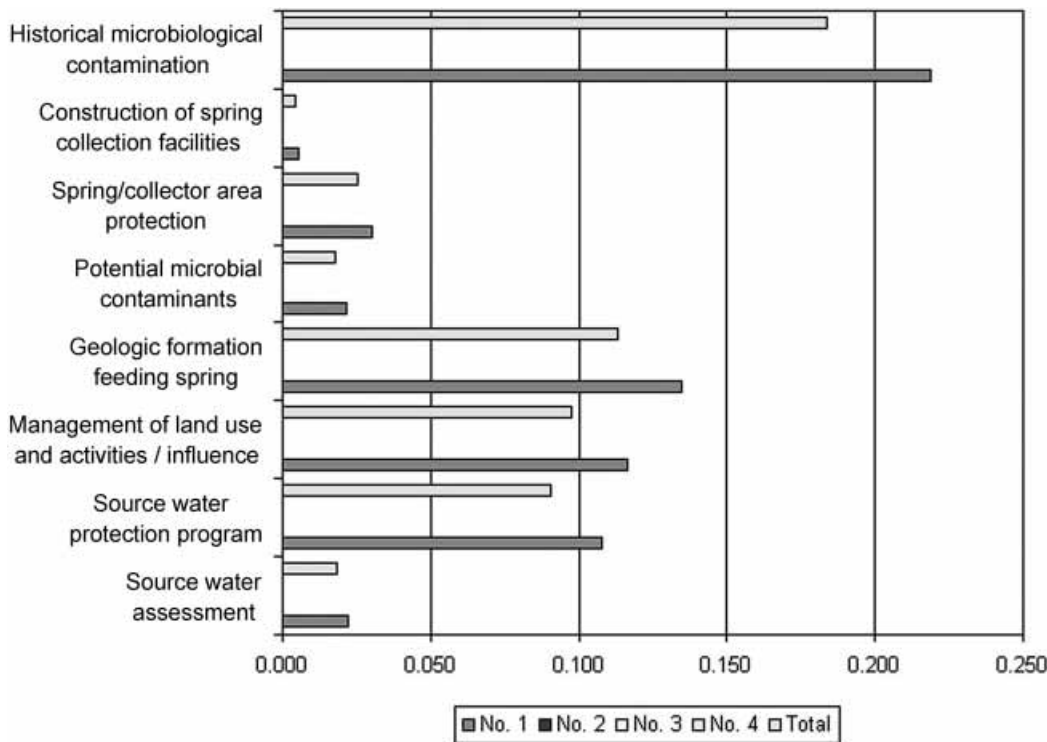 Historical microbiological
contamination
Construction of spring
collection facilities
Spring/collector area
protection
Potential microbial
contaminants
Geologic formation
feeding spring
Management of land use
and activities / influence
Source water
protection program
Source water
assessment
0.000 0.050 0.100 0.150 0.200 0.250
No. 1 No. 2 No. 3 No. 4 Total